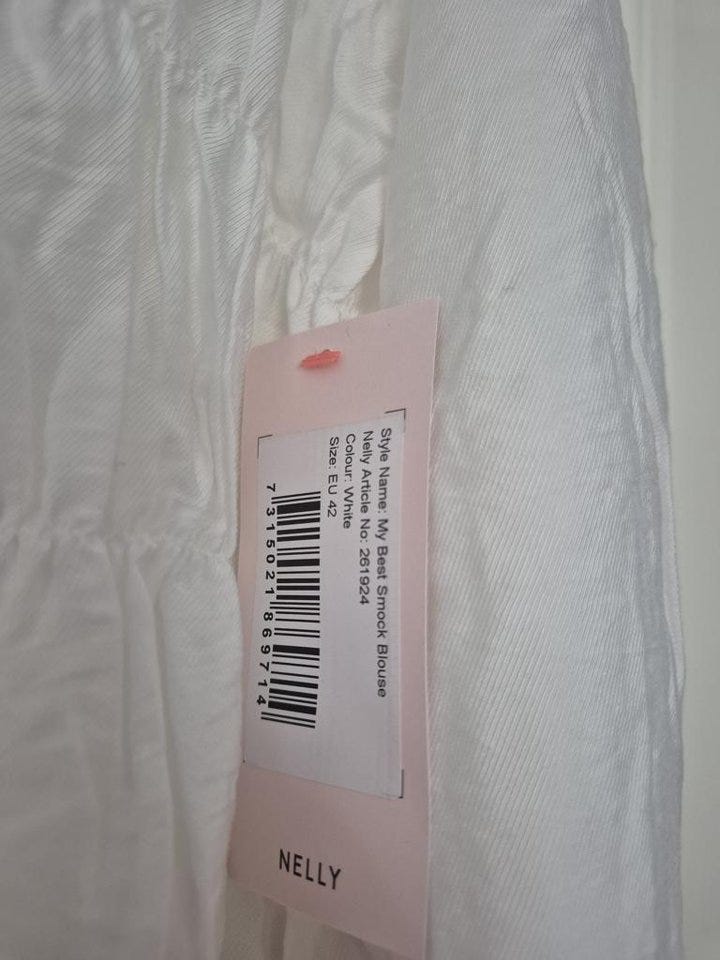 Style Name: My Best Smock Blouse
Nelly Article No: 261924
Colour: White
Size: EU 42
7 315021 869714
NELLY